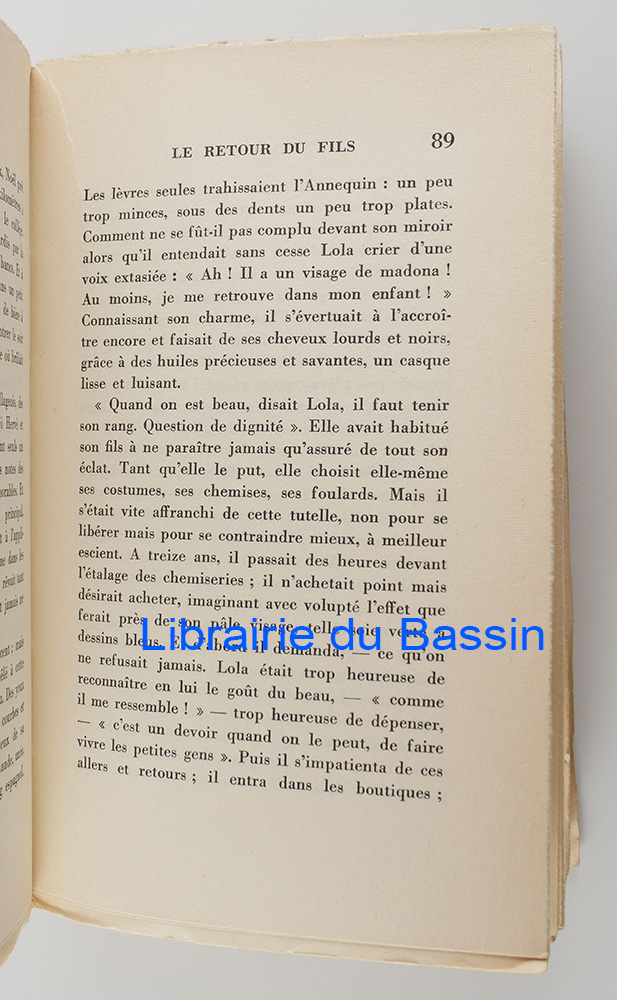 LE RETOUR DU FILS 89
Les lèvres seules trahissaient l'Annequin : un peu
trop minces, sous des dents un peu trop plates.
Comment ne se fût-il pas complu devant son miroir
alors qu'il entendait sans cesse Lola crier d'une
voix extasiée : « Ah ! Il a un visage de madona !
Au moins, je me retrouve dans mon enfant ! »
Connaissant son charme, il s'évertuait à l'accroî-
tre encore et faisait de ses cheveux lourds et noirs,
grâce à des huiles précieuses et savantes, un casque
lisse et luisant.
« Quand on est beau, disait Lola, il faut tenir
son rang. Question de dignité ». Elle avait habitué
son fils à ne paraître jamais qu'assuré de tout son
éclat. Tant qu'elle le put, elle choisit elle-même
ses costumes, ses chemises, ses foulards. Mais il
s'était vite affranchi de cette tutelle, non pour se
libérer mais pour se contraindre mieux, à meilleur
escient. A treize ans, il passait des heures devant
l'étalage des chemiseries ; il n'achetait point mais
désirait acheter, imaginant avec volupté l'effet que
ferait près de son pâle visage telle soie verte à
dessins bleus. Et d'abord il demanda, — ce qu'on
ne refusait jamais. Lola était trop heureuse de
reconnaître en lui le goût du beau, — « comme
il me ressemble ! » — trop heureuse de dépenser,
— « c'est un devoir quand on le peut, de faire
vivre les petites gens ». Puis il s'impatienta de ces
allers et retours ; il entra dans les boutiques ;
Librairie du Bassin